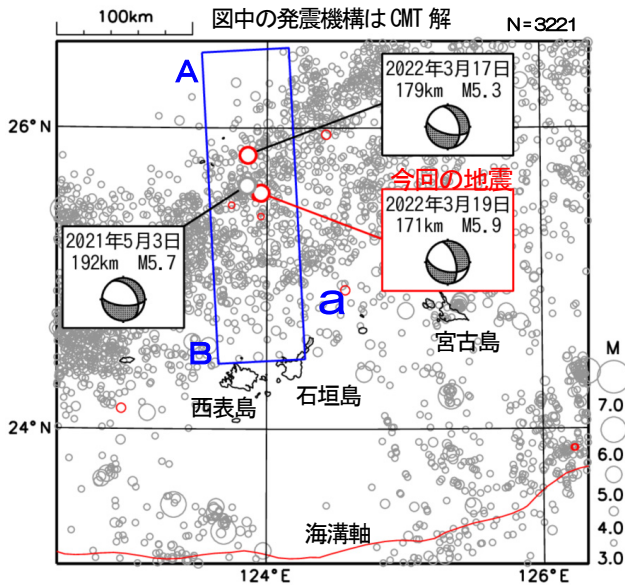 100km
図中の発震機構は CMT 解
N=3221
A
2022年3月17日
179km M5.3
26°N
今回の地震
2022年3月19日
171km M5.9
2021年5月3日
192km M5.7
a
宮古島
B
西表島
石垣島
M
7.0
6.0
5.0
4.0
3.0
24°N
海溝軸
124°E
126°E